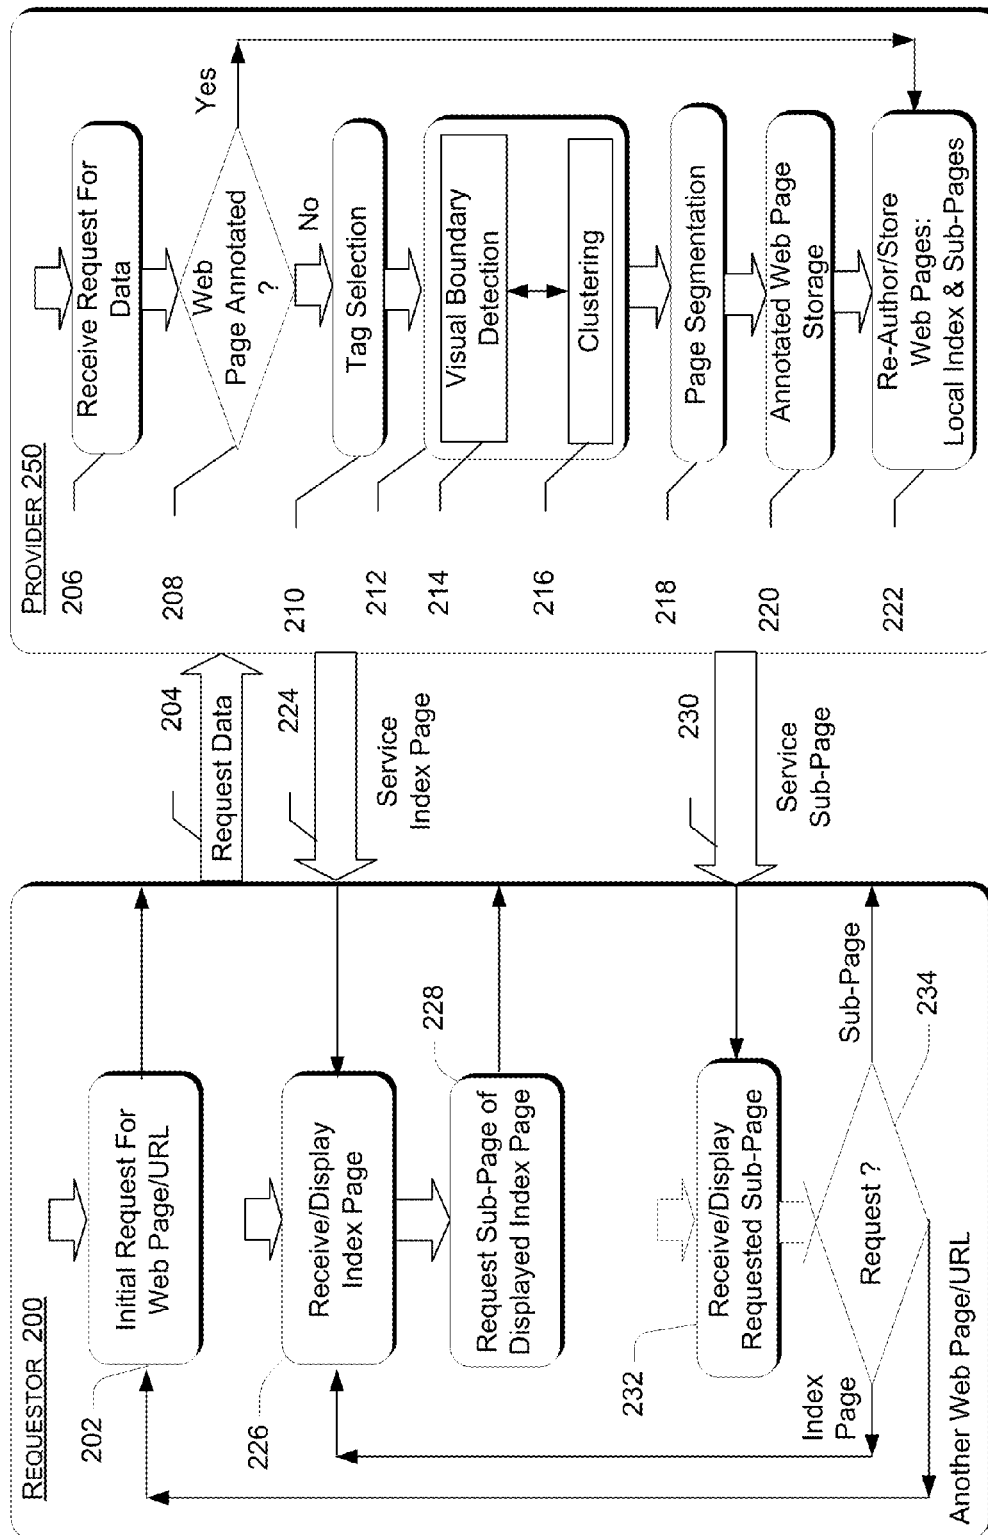 REQUESTOR 200
202
Initial Request For
Web Page/URL
226
Receive/Display
Index Page
228
Request Sub-Page of
Displayed Index Page
232
Receive/Display
Requested Sub-Page
Request ?
234
Index
Page
Sub-Page
Another Web Page/URL
204
Request Data
224
Service
Index Page
230
Service
Sub-Page
PROVIDER 250
206
Receive Request For
Data
208
Web
Page Annotated
?
Yes
No
210
Tag Selection
212
214
Visual Boundary
Detection
216
Clustering
218
Page Segmentation
220
Annotated Web Page
Storage
222
Re-Author/Store
Web Pages:
Local Index & Sub-Pages